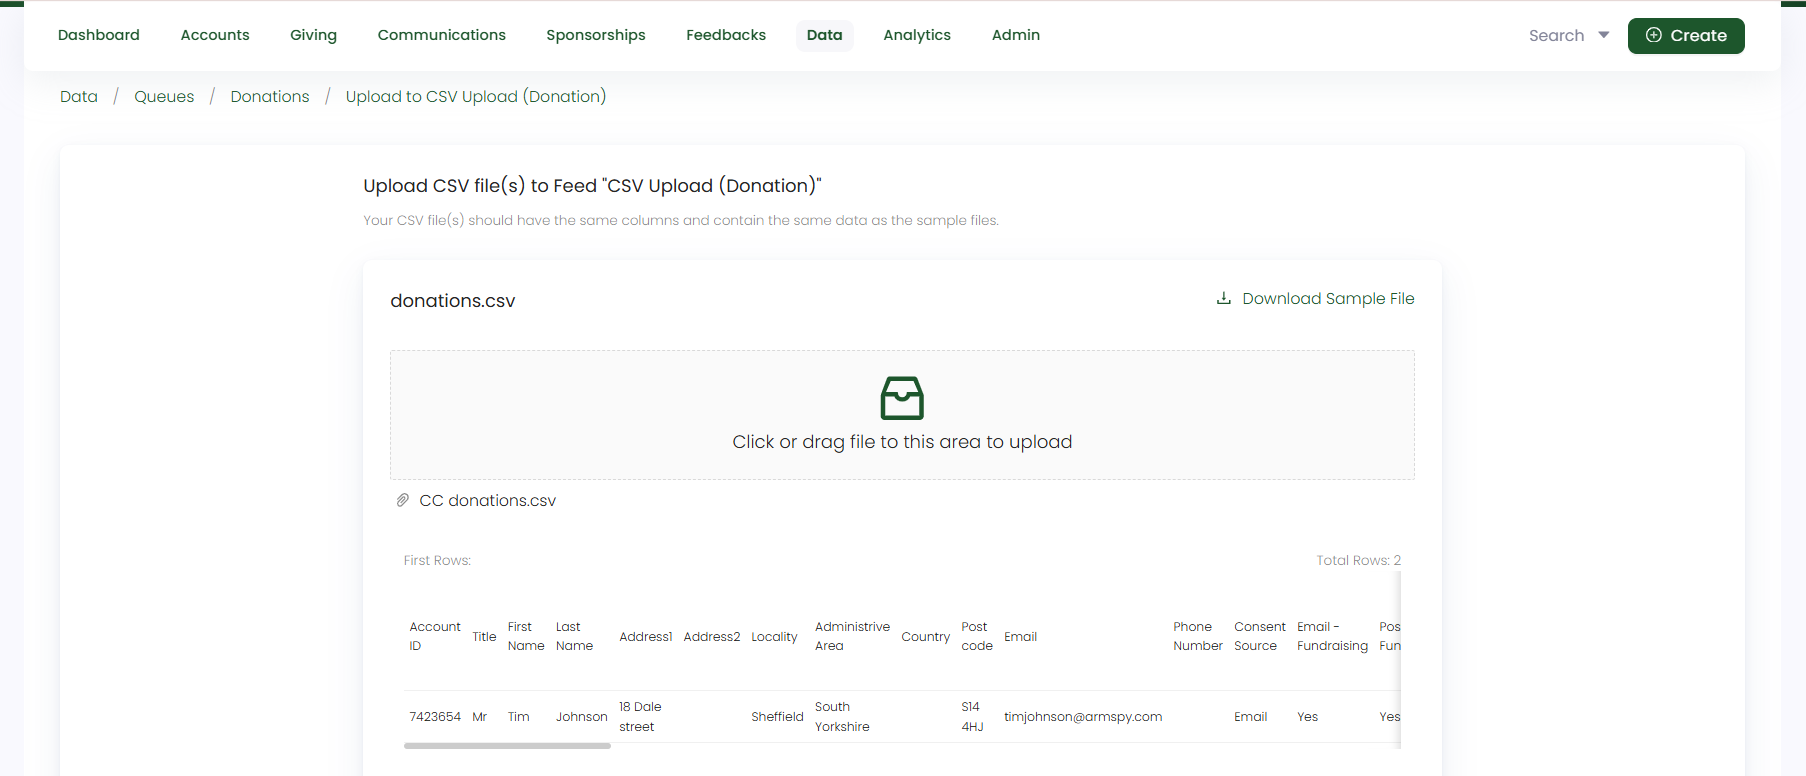 Dashboard Accounts Giving Communications Sponsorships Feedbacks Data Analytics Admin Search Create
Data / Queues / Donations / Upload to CSV Upload (Donation)
Upload CSV file(s) to Feed "CSV Upload (Donation)"
Your CSV file(s) should have the same columns and contain the same data as the sample files.
donations.csv Download Sample File
Click or drag file to this area to upload
CC donations.csv
First Rows: Total Rows: 2
Account First Last Administrive Post Phone Consent Email - Pos
Title Address1 Address2 Locality Country Email
ID Name Name Area code Number Source Fundraising Fun
18 Dale South S14
7423654 Mr Tim Johnson Sheffield timjohnson@armspy.com Email Yes Yes
street Yorkshire 4HJ